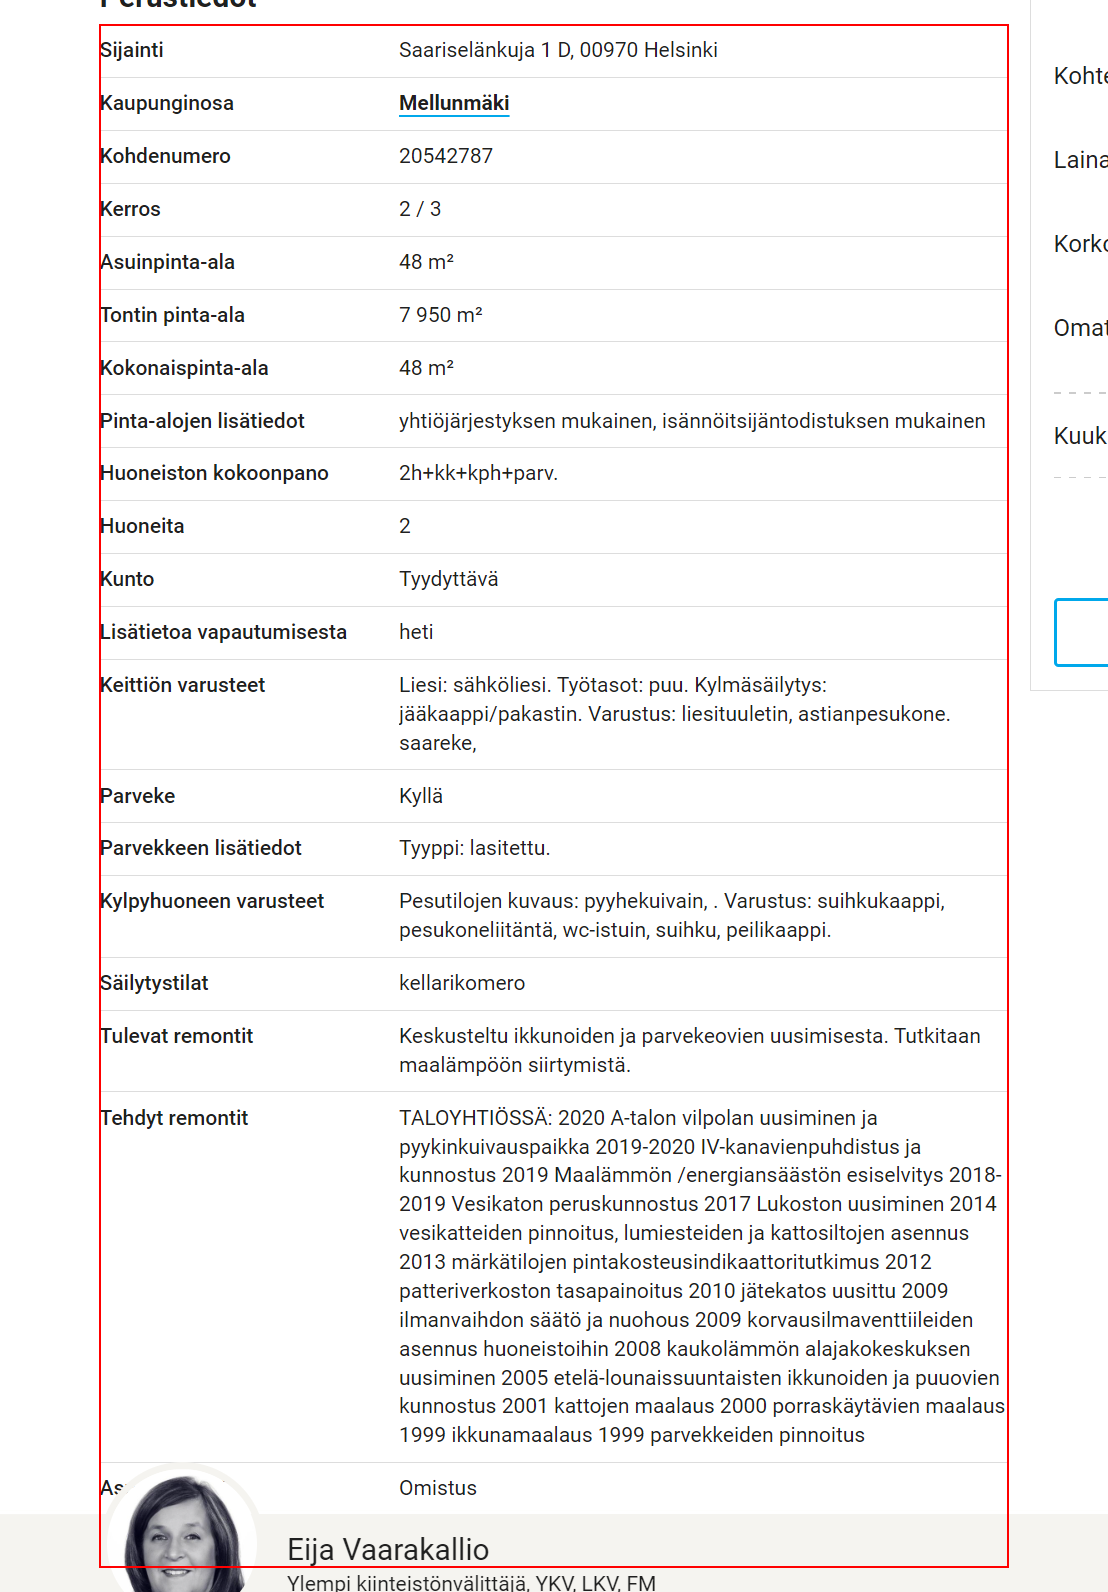 Perustiedot
Sijainti Saariselänkuja 1 D, 00970 Helsinki
Kaupunginosa Mellunmäki
Kohdenumero 20542787
Kerros 2 / 3
Asuinpinta-ala 48 m²
Tontin pinta-ala 7 950 m²
Kokonaispinta-ala 48 m²
Pinta-alojen lisätiedot yhtiöjärjestyksen mukainen, isännöitsijäntodistuksen mukainen
Huoneiston kokoonpano 2h+kk+kph+parv.
Huoneita 2
Kunto Tyydyttävä
Lisätietoa vapautumisesta heti
Keittiön varusteet Liesi: sähköliesi. Työtasot: puu. Kylmäsäilytys:
jääkaappi/pakastin. Varustus: liesituuletin, astianpesukone.
saareke,
Parveke Kyllä
Parvekkeen lisätiedot Tyyppi: lasitettu.
Kylpyhuoneen varusteet Pesutilojen kuvaus: pyyhekuivain, . Varustus: suihkukaappi,
pesukoneliitäntä, wc-istuin, suihku, peilikaappi.
Säilytystilat kellarikomero
Tulevat remontit Keskusteltu ikkunoiden ja parvekeovien uusimisesta. Tutkitaan
maalämpöön siirtymistä.
Tehdyt remontit TALOYHTIÖSSÄ: 2020 A-talon vilpolan uusiminen ja
pyykinkuivauspaikka 2019-2020 IV-kanavienpuhdistus ja
kunnostus 2019 Maalämmön /energiansäästön esiselvitys 2018-
2019 Vesikaton peruskunnostus 2017 Lukoston uusiminen 2014
vesikatteiden pinnoitus, lumiesteiden ja kattosiltojen asennus
2013 märkätilojen pintakosteusindikaattoritutkimus 2012
patteriverkoston tasapainoitus 2010 jätekatos uusittu 2009
ilmanvaihdon säätö ja nuohous 2009 korvausilmaventtiileiden
asennus huoneistoihin 2008 kaukolämmön alajakokeskuksen
uusiminen 2005 etelä-lounaissuuntaisten ikkunoiden ja puuovien
kunnostus 2001 kattojen maalaus 2000 porraskäytävien maalaus
1999 ikkunamaalaus 1999 parvekkeiden pinnoitus
As Omistus
Eija Vaarakallio
Ylempi kiinteistönvälittäjä, YKV, LKV, FM
Kohte
Laina
Korko
Omat
Kuuk